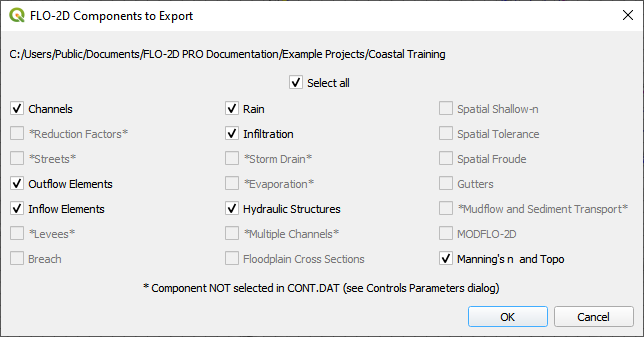 FLO-2D Components to Export
C:/Users/Public/Documents/FLO-2D PRO Documentation/Example Projects/Coastal Training
Select all
Channels Rain Spatial Shallow-n
*Reduction Factors* Infiltration Spatial Tolerance
*Streets* *Storm Drain* Spatial Froude
Outflow Elements *Evaporation* Gutters
Inflow Elements Hydraulic Structures *Mudflow and Sediment Transport*
*Levees* *Multiple Channels* MODFLO-2D
Breach Floodplain Cross Sections Manning's n and Topo
* Component NOT selected in CONT.DAT (see Controls Parameters dialog)
OK Cancel